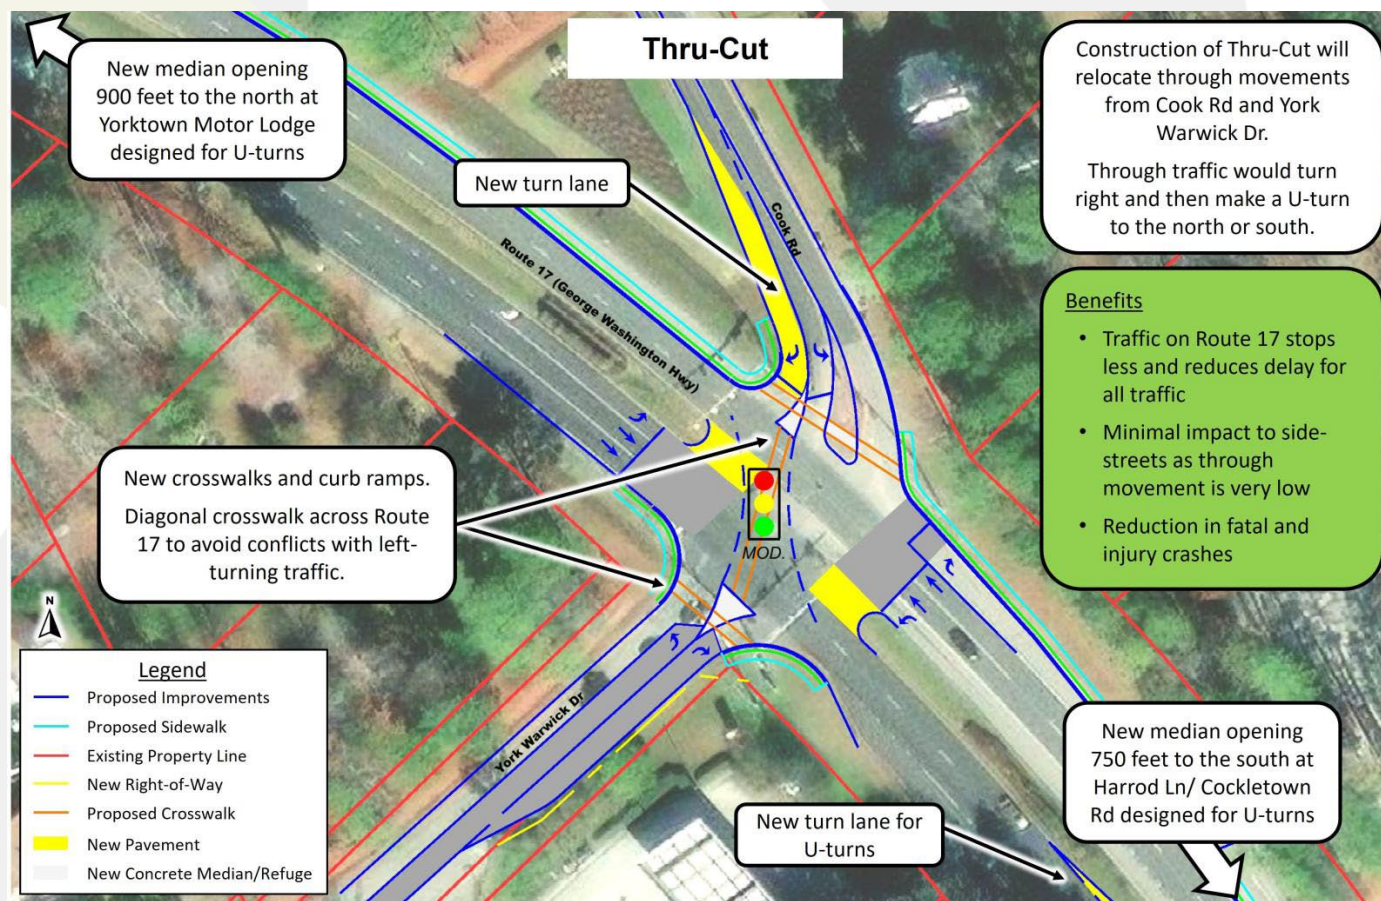 Thru-Cut
New median opening
900 feet to the north at
Yorktown Motor Lodge
designed for U-turns
New turn lane
Construction of Thru-Cut will
relocate through movements
from Cook Rd and York
Warwick Dr.
Through traffic would turn
right and then make a U-turn
to the north or south.
Cook Rd
Route 17 (George Washington Hwy)
Benefits
• Traffic on Route 17 stops
less and reduces delay for
all traffic
• Minimal impact to side-
streets as through
movement is very low
• Reduction in fatal and
injury crashes
New crosswalks and curb ramps.
Diagonal crosswalk across Route
17 to avoid conflicts with left-
turning traffic.
MOD.
N
Legend
Proposed Improvements
Proposed Sidewalk
Existing Property Line
New Right-of-Way
Proposed Crosswalk
New Pavement
New Concrete Median/Refuge
York Warwick Dr
New median opening
750 feet to the south at
Harrod Ln/ Cockletown
Rd designed for U-turns
New turn lane for
U-turns